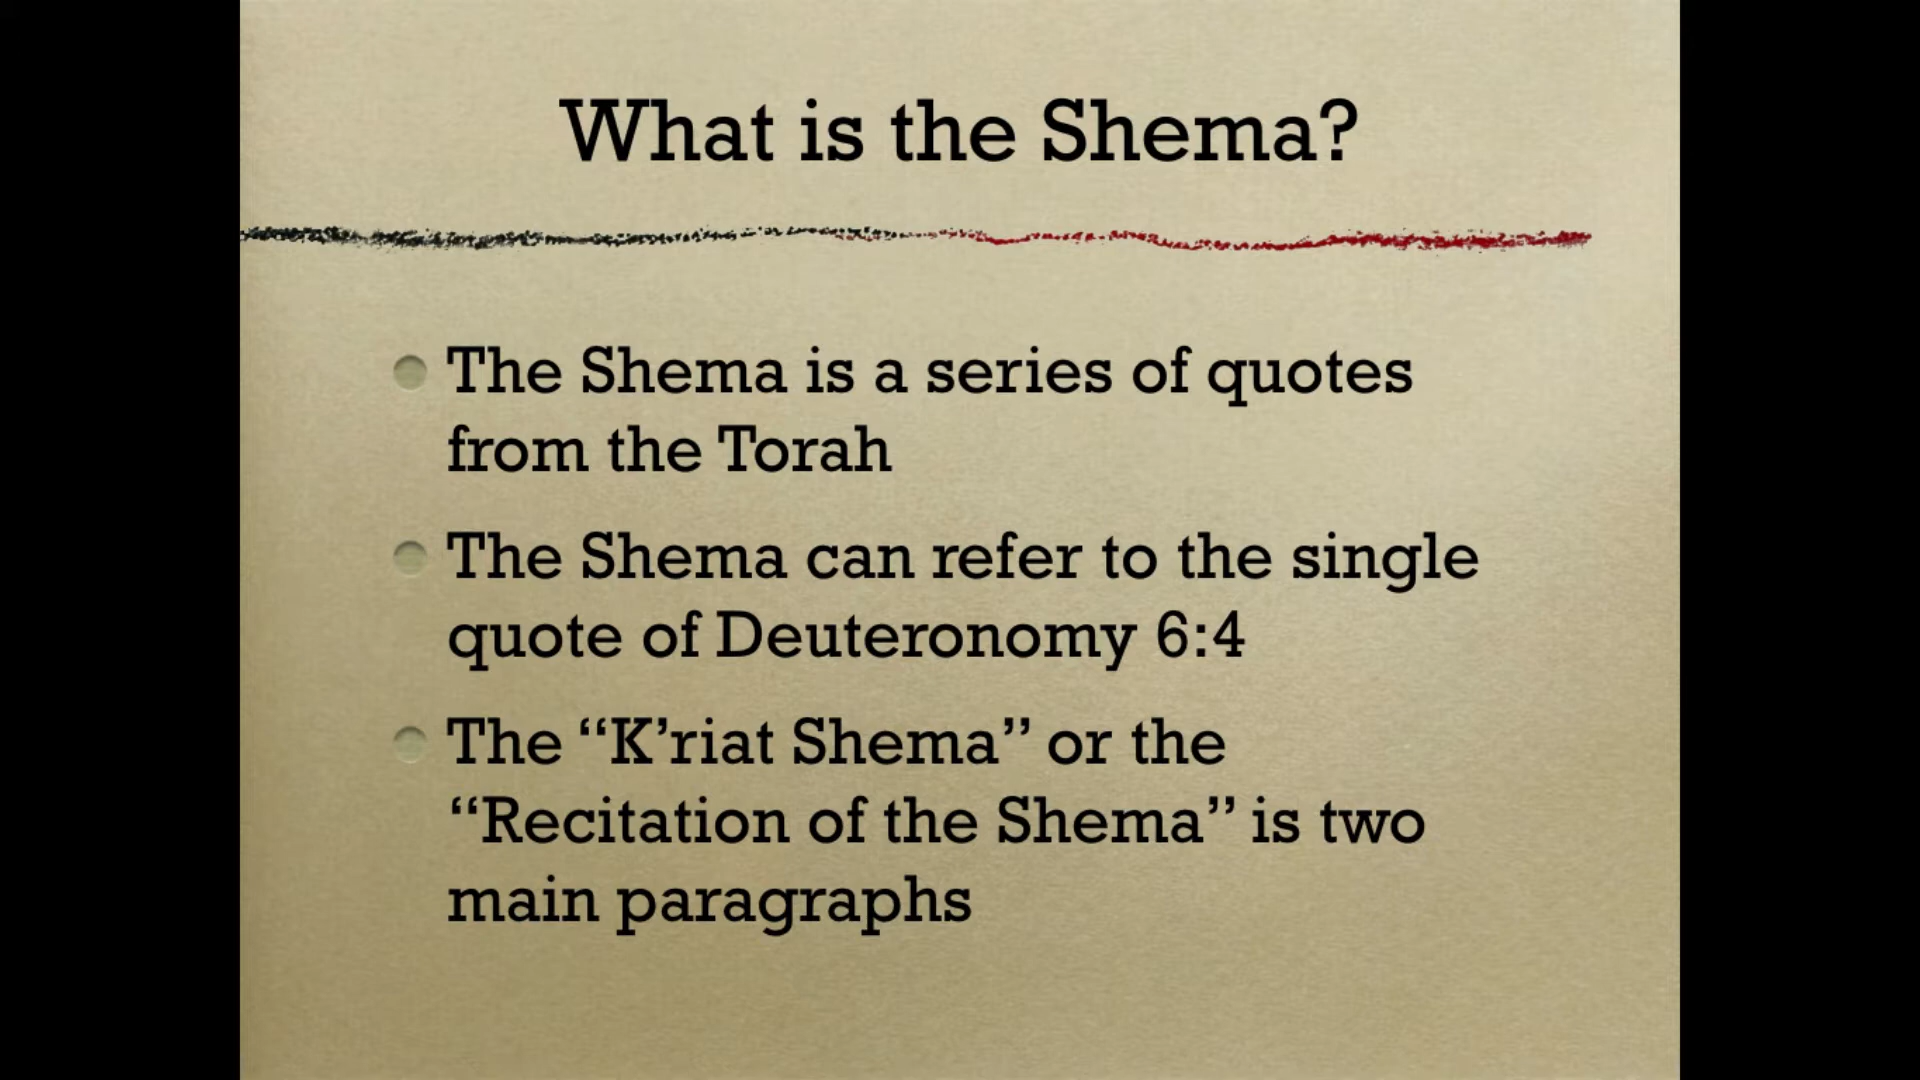 What is the Shema?
The Shema is a series of quotes
from the Torah
The Shema can refer to the single
quote of Deuteronomy 6:4
The “K’riat Shema” or the
“Recitation of the Shema” is two
main paragraphs